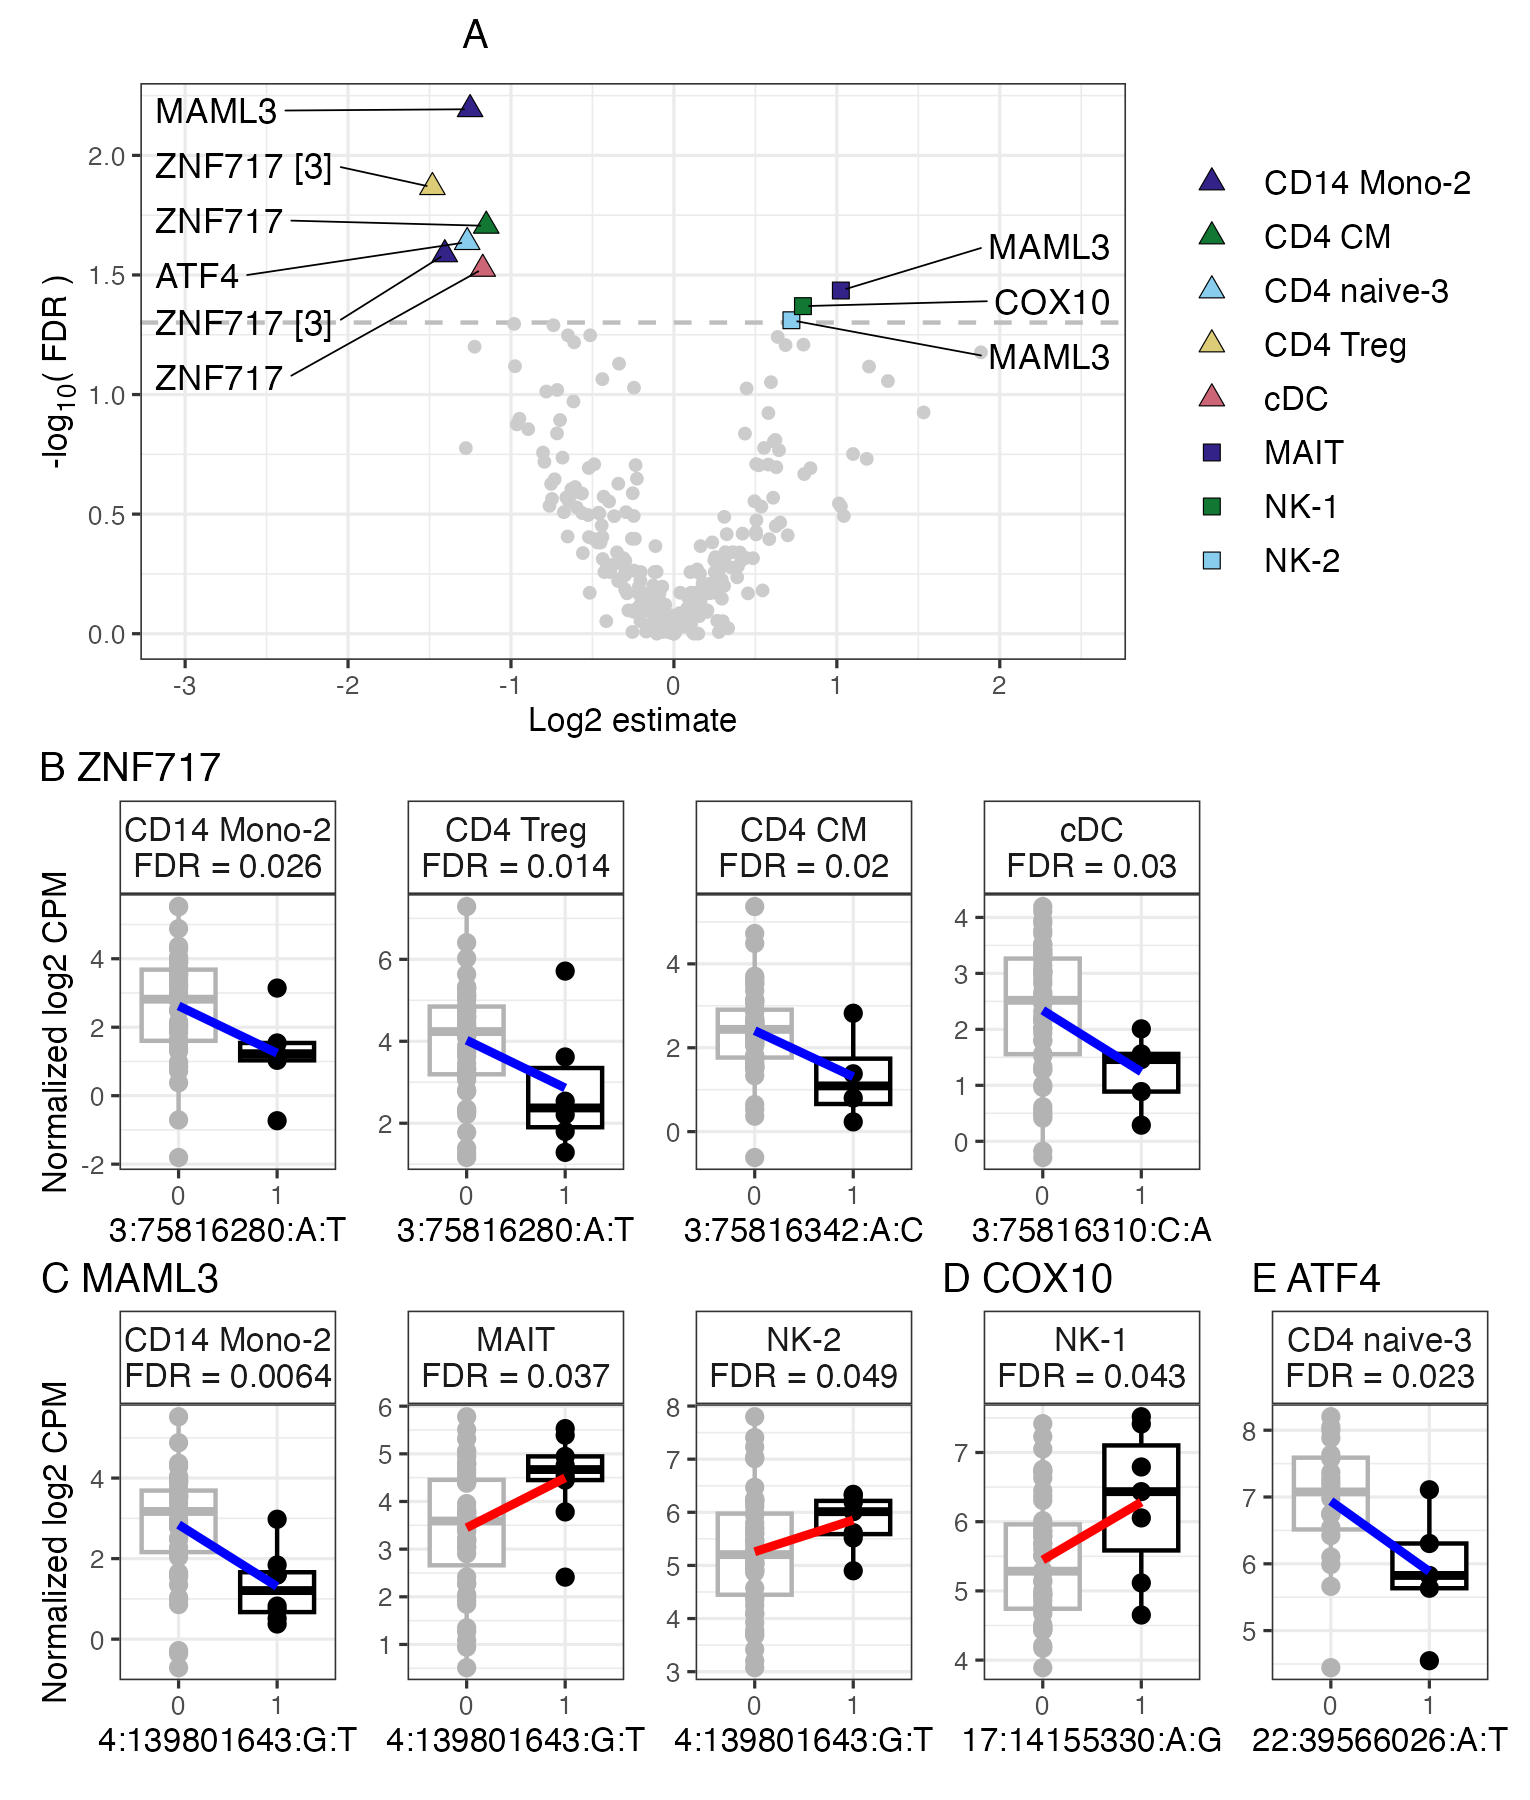 A
MAML3
ZNF717 [3]
ZNF717
ATF4
ZNF717 [3]
ZNF717
MAML3
COX10
MAML3
2.0
1.5
1.0
0.5
0.0
-log10( FDR )
-3 -2 -1 0 1 2
Log2 estimate
CD14 Mono-2
CD4 CM
CD4 naive-3
CD4 Treg
cDC
MAIT
NK-1
NK-2
B ZNF717
Normalized log2 CPM
CD14 Mono-2
FDR = 0.026
4
2
0
-2
0 1
3:75816280:A:T
CD4 Treg
FDR = 0.014
6
4
2
0 1
3:75816280:A:T
CD4 CM
FDR = 0.02
4
2
0
0 1
3:75816342:A:C
cDC
FDR = 0.03
4
3
2
1
0
0 1
3:75816310:C:A
C MAML3
Normalized log2 CPM
CD14 Mono-2
FDR = 0.0064
4
2
0
0 1
4:139801643:G:T
MAIT
FDR = 0.037
6
5
4
3
2
1
0 1
4:139801643:G:T
NK-2
FDR = 0.049
8
7
6
5
4
3
0 1
4:139801643:G:T
D COX10
NK-1
FDR = 0.043
7
6
5
4
0 1
17:14155330:A:G
E ATF4
CD4 naive-3
FDR = 0.023
8
7
6
5
0 1
22:39566026:A:T